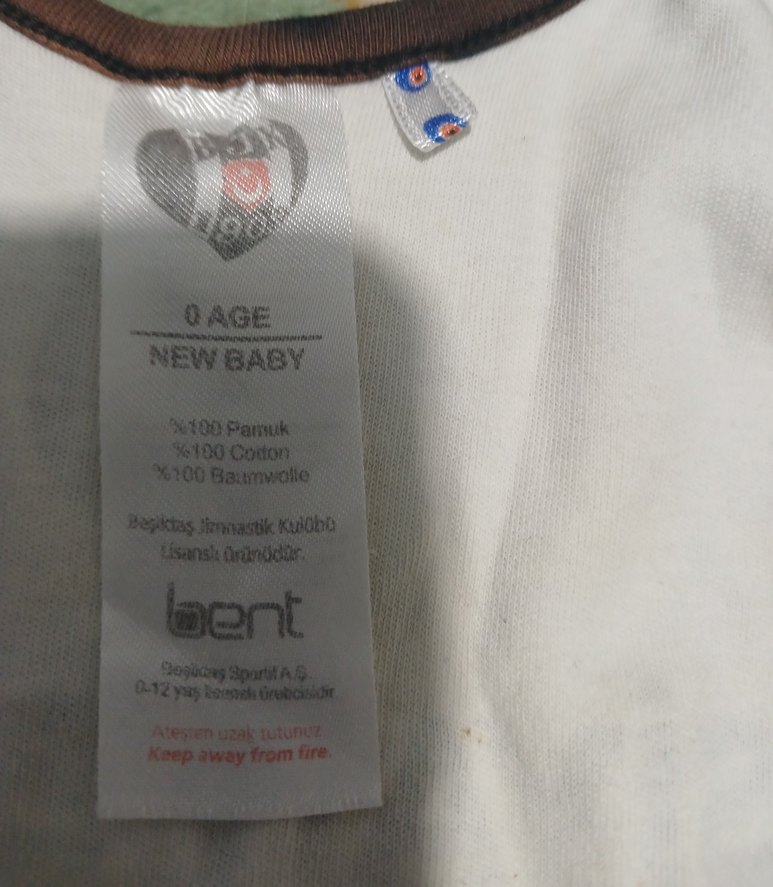 0 AGE
NEW BABY
%100 Pamuk
%100 Cotton
%100 Baumwolle
Beşiktaş Jimnastik Kulübü
Lisanslı ürünüdür.
bent
Beşiktaş Sportif A.Ş.
0-12 yaş lisanslı üreticisidir.
Ateşten uzak tutunuz
Keep away from fire.